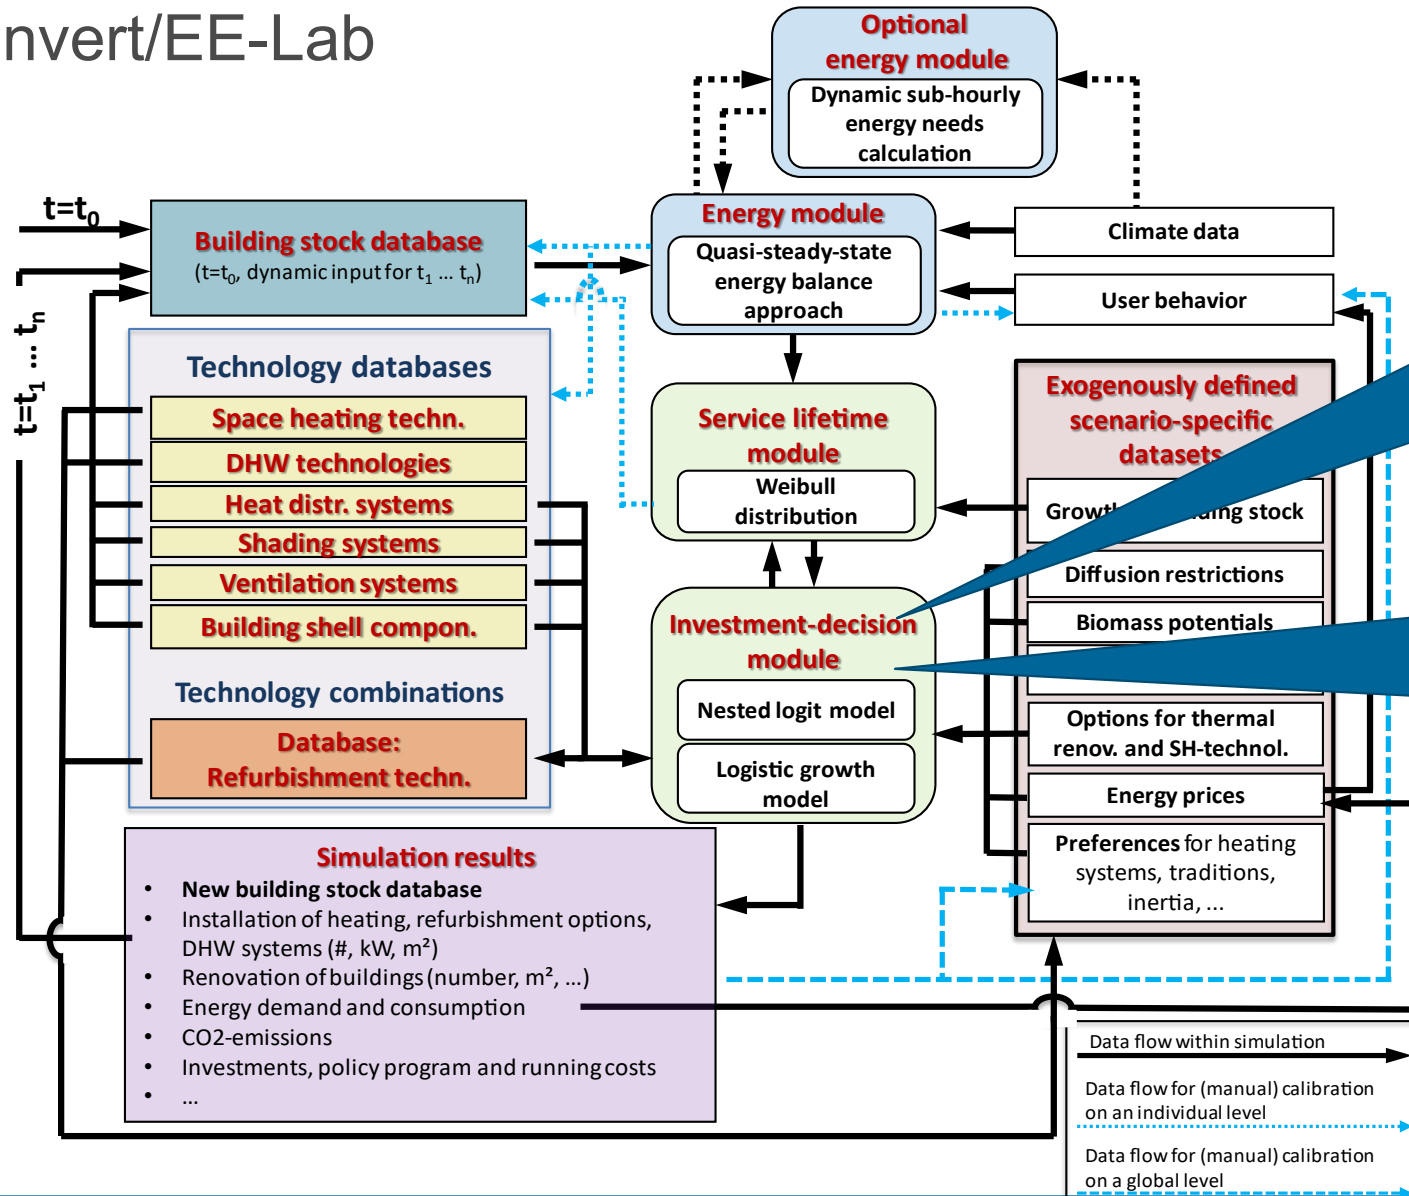 nvert/EE-Lab
Optional
energy module
Dynamic sub-hourly
energy needs
calculation
t=t0
Building stock database
(t=t0, dynamic input for t1 ... tn)
Energy module
Quasi-steady-state
energy balance
approach
Climate data
User behavior
t=t1 ... tn
Technology databases
Space heating techn.
DHW technologies
Heat distr. systems
Shading systems
Ventilation systems
Building shell compon.
Technology combinations
Database:
Refurbishment techn.
Service lifetime
module
Weibull
distribution
Investment-decision
module
Nested logit model
Logistic growth
model
Exogenously defined
scenario-specific
datasets
Growth ding stock
Diffusion restrictions
Biomass potentials
Options for thermal
renov. and SH-technol.
Energy prices
Preferences for heating
systems, traditions,
inertia, ...
Simulation results
• New building stock database
• Installation of heating, refurbishment options,
DHW systems (#, kW, m²)
• Renovation of buildings (number, m², ...)
• Energy demand and consumption
• CO2-emissions
• Investments, policy program and running costs
• ...
Data flow within simulation
Data flow for (manual) calibration
on an individual level
Data flow for (manual) calibration
on a global level